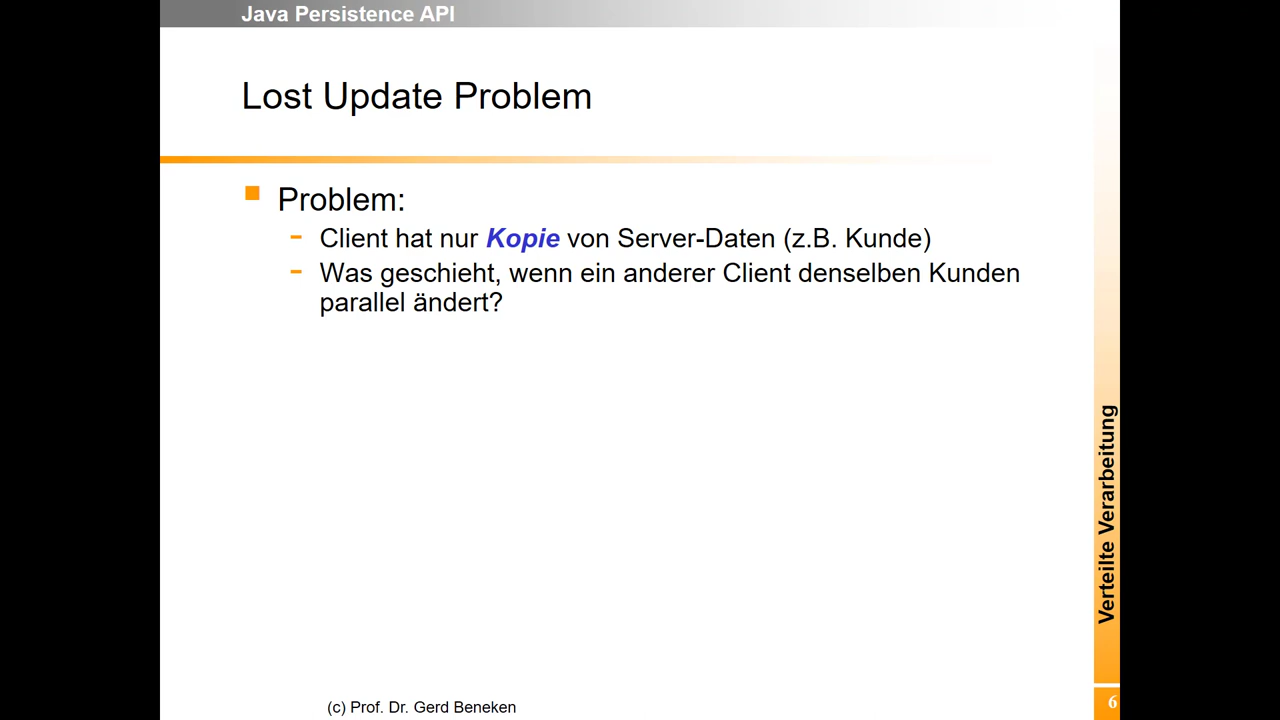 Java Persistence API
Lost Update Problem
Problem:
- Client hat nur Kopie von Server-Daten (z.B. Kunde)
- Was geschieht, wenn ein anderer Client denselben Kunden
parallel ändert?
Verteilte Verarbeitung
(c) Prof. Dr. Gerd Beneken
6